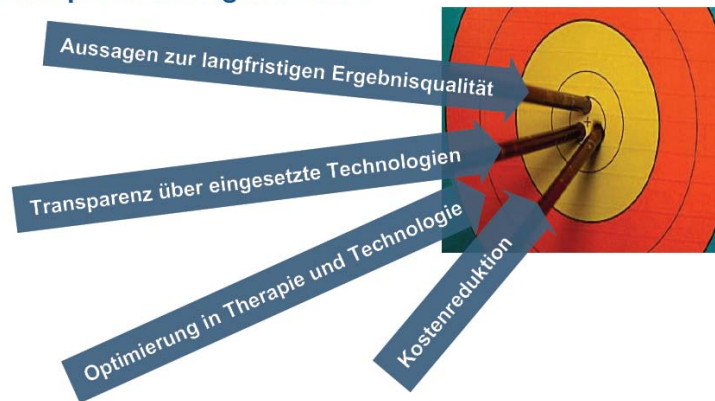 Aussagen zur langfristigen Ergebnisqualität
Transparenz über eingesetzte Technologien
Optimierung in Therapie und Technologie
Kostenreduktion